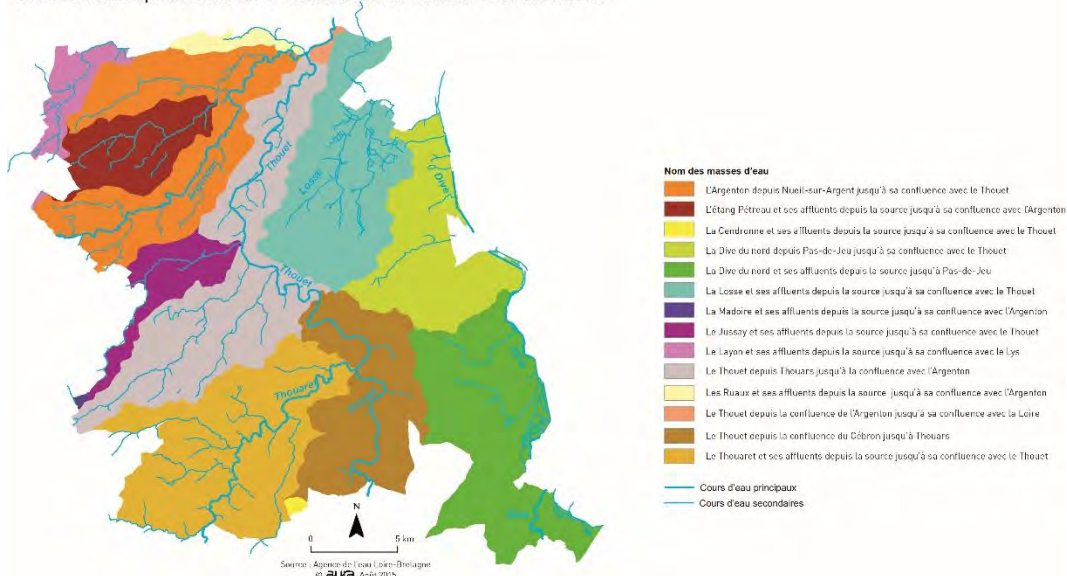 Argenton
Thouet
Losse
Dive
Thouet
Thouaret
Dive
N
0 5 km
Source : Agence de l'eau Loire-Bretagne
© aura Août 2015
Nom des masses d'eau
L'Argenton depuis Nueil-sur-Argent jusqu'à sa confluence avec le Thouet
L'étang Pétreau et ses affluents depuis la source jusqu'à sa confluence avec l'Argenton
La Cendronne et ses affluents depuis la source jusqu'à sa confluence avec le Thouet
La Dive du nord depuis Pas-de-Jeu jusqu'à sa confluence avec le Thouet
La Dive du nord et ses affluents depuis la source jusqu'à Pas-de-Jeu
La Losse et ses affluents depuis la source jusqu'à sa confluence avec le Thouet
La Madoire et ses affluents depuis la source jusqu'à sa confluence avec l'Argenton
Le Jussay et ses affluents depuis la source jusqu'à sa confluence avec le Thouet
Le Layon et ses affluents depuis la source jusqu'à sa confluence avec le Lys
Le Thouet depuis Thouars jusqu'à la confluence avec l'Argenton
Les Ruaux et ses affluents depuis la source jusqu'à sa confluence avec l'Argenton
Le Thouet depuis la confluence de l'Argenton jusqu'à sa confluence avec la Loire
Le Thouet depuis la confluence du Cébron jusqu'à Thouars
Le Thouaret et ses affluents depuis la source jusqu'à sa confluence avec le Thouet
Cours d'eau principaux
Cours d'eau secondaires